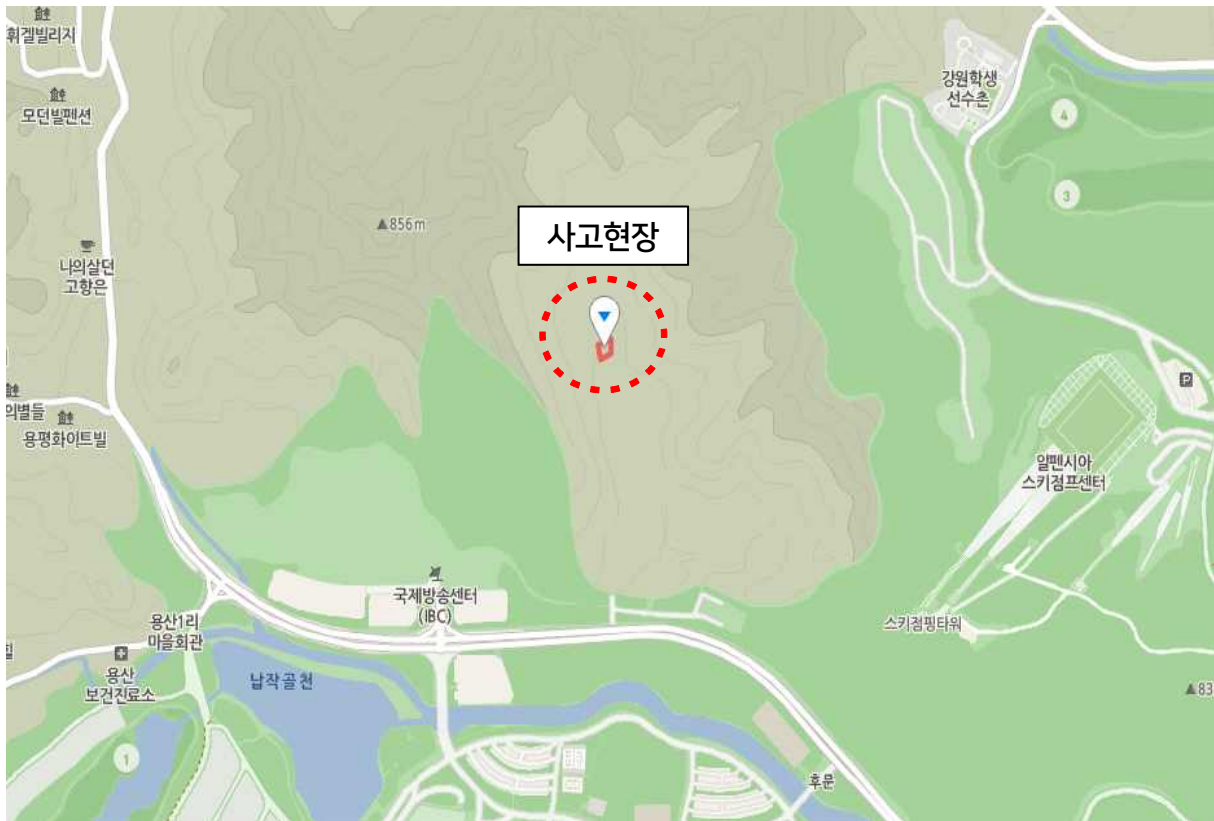 휘겔빌리지
모던빌펜션
강원학생
선수촌
4
3
▲856m
사고현장
나의살던
고향은
의별들
용평화이트빌
P
알펜시아
스키점프센터
국제방송센터
(IBC)
스키점핑타워
용산1리
마을회관
힐
용산
보건진료소
납작골천
▲83
1
후문